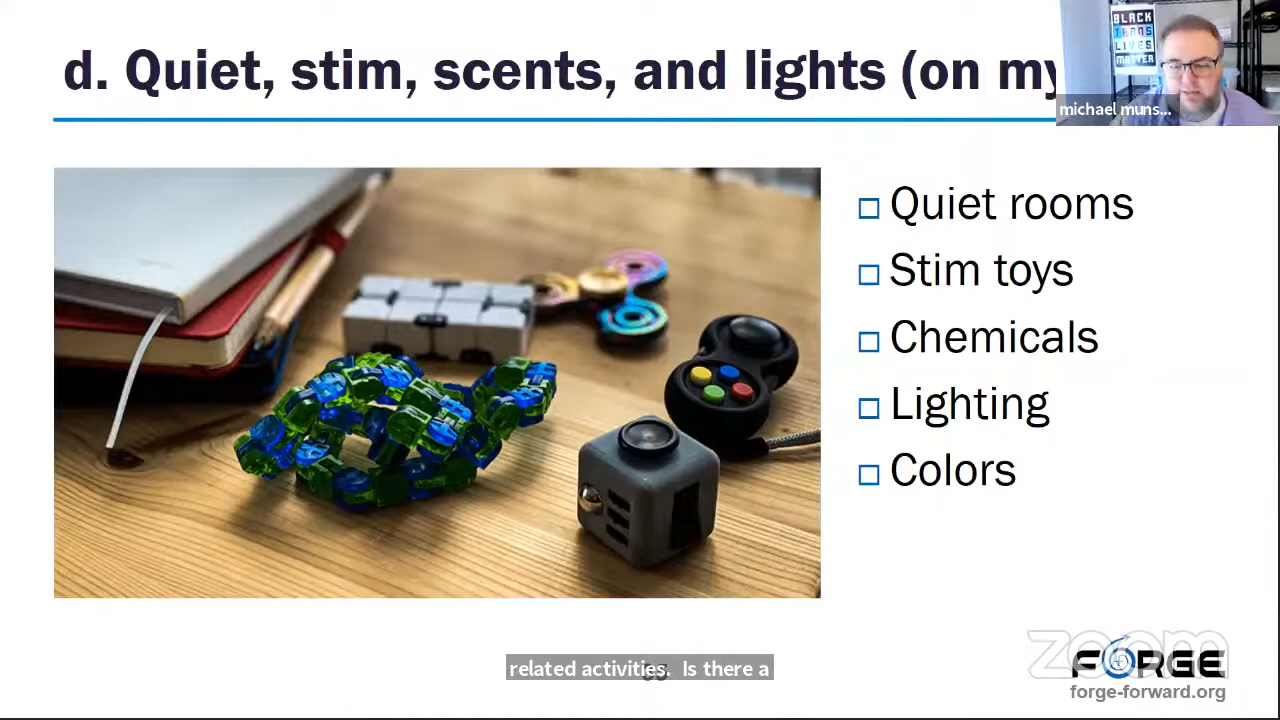 d. Quiet, stim, scents, and lights (on my
BLACK
TRANS
LIVES
MATTER
michael muns...
Quiet rooms
Stim toys
Chemicals
Lighting
Colors
related activities. Is there a
zoom
FORGE
forge-forward.org